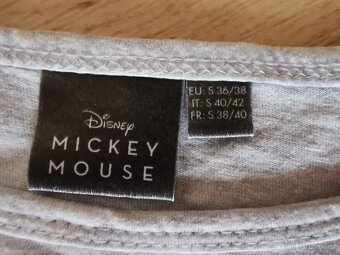 Disney
MICKEY
MOUSE
EU: S 36/38
IT: S 40/42
FR: S 38/40